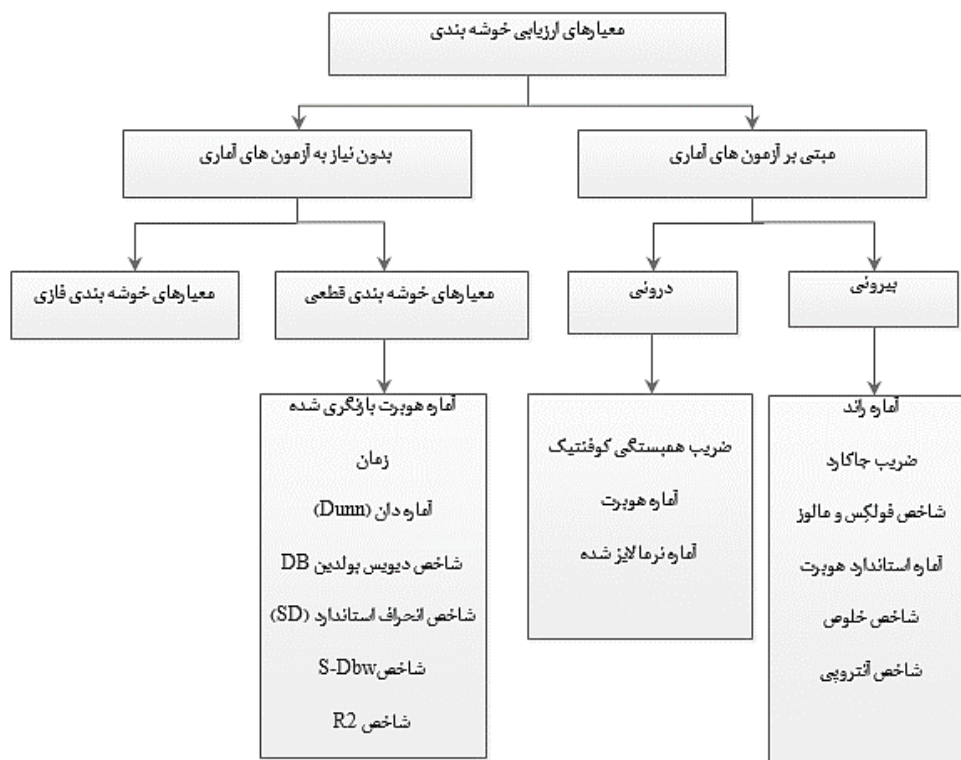 معیارهای ارزیابی خوشه بندی
مبتی بر آزمون های آماری
بدون نیاز به آزمون های آماری
بیرونی
درونی
معیارهای خوشه بندی قطعی
معیارهای خوشه بندی فازی
آماره راند
ضریب جاکارد
شاخص فولکِس و مالوز
آماره استاندارد هوبرت
شاخص خلوص
شاخص آنتروپی
ضریب همبستگی کوفنتیک
آماره هوبرت
آماره نرمالایز شده
آماره هوبرت بازنگری شده
زمان
آماره دان (Dunn)
شاخص دیویس بولدین DB
شاخص انحراف استاندارد (SD)
شاخصS-Dbw
شاخص R2